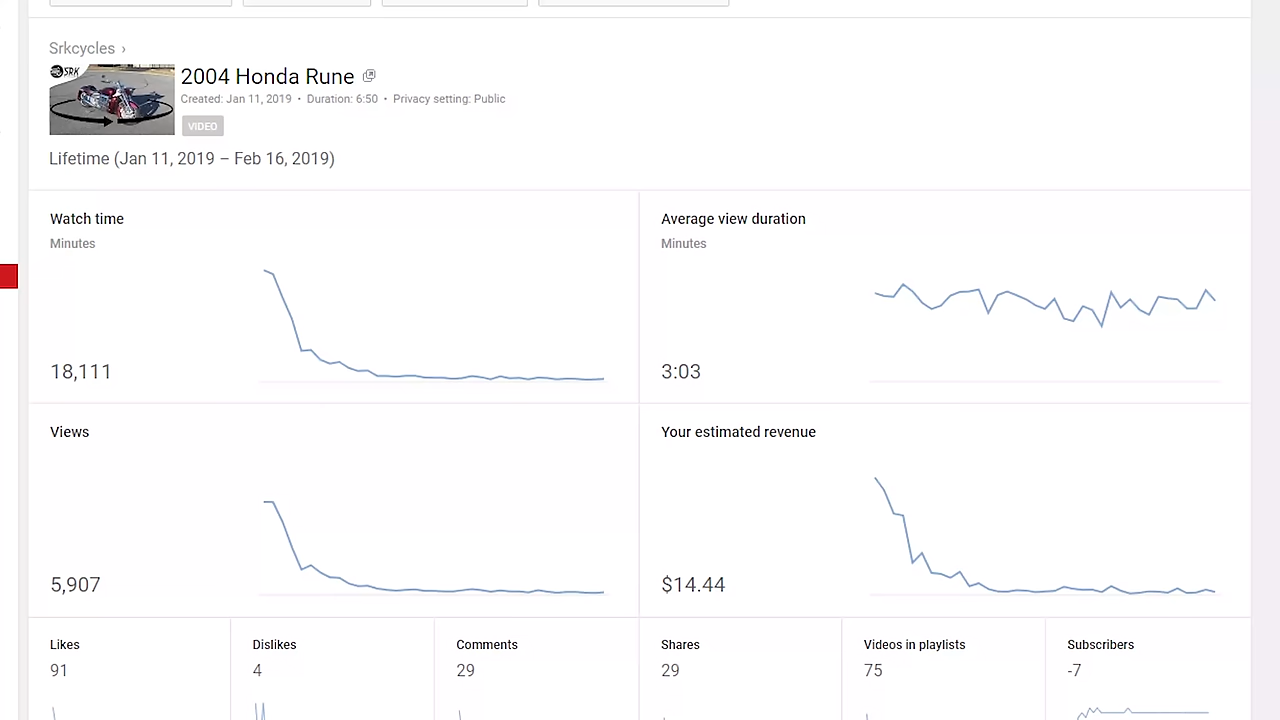 Srkcycles ›
SRK
2004 Honda Rune
Created: Jan 11, 2019 • Duration: 6:50 • Privacy setting: Public
VIDEO
Lifetime (Jan 11, 2019 – Feb 16, 2019)
Watch time
Minutes
18,111
Average view duration
Minutes
3:03
Views
5,907
Your estimated revenue
$14.44
Likes
91
Dislikes
4
Comments
29
Shares
29
Videos in playlists
75
Subscribers
-7